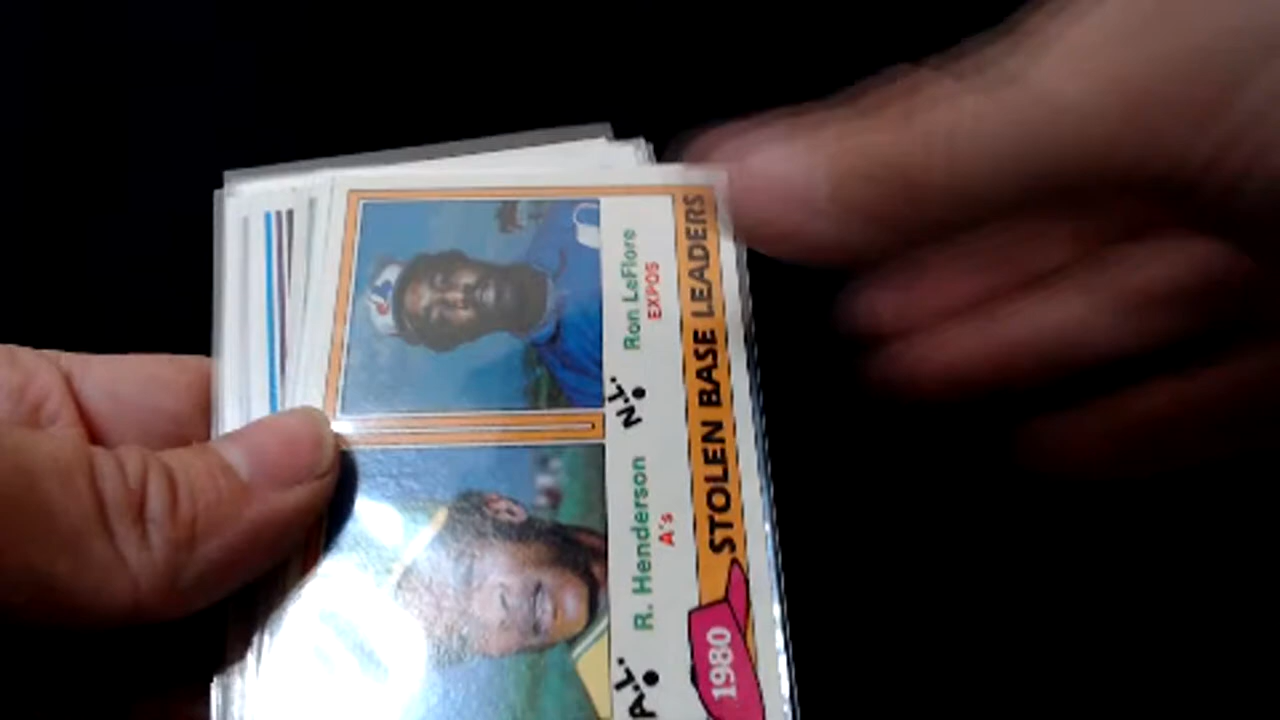 A.L. R. Henderson
A's
N.L. Ron LeFlore
EXPOS
1980 STOLEN BASE LEADERS